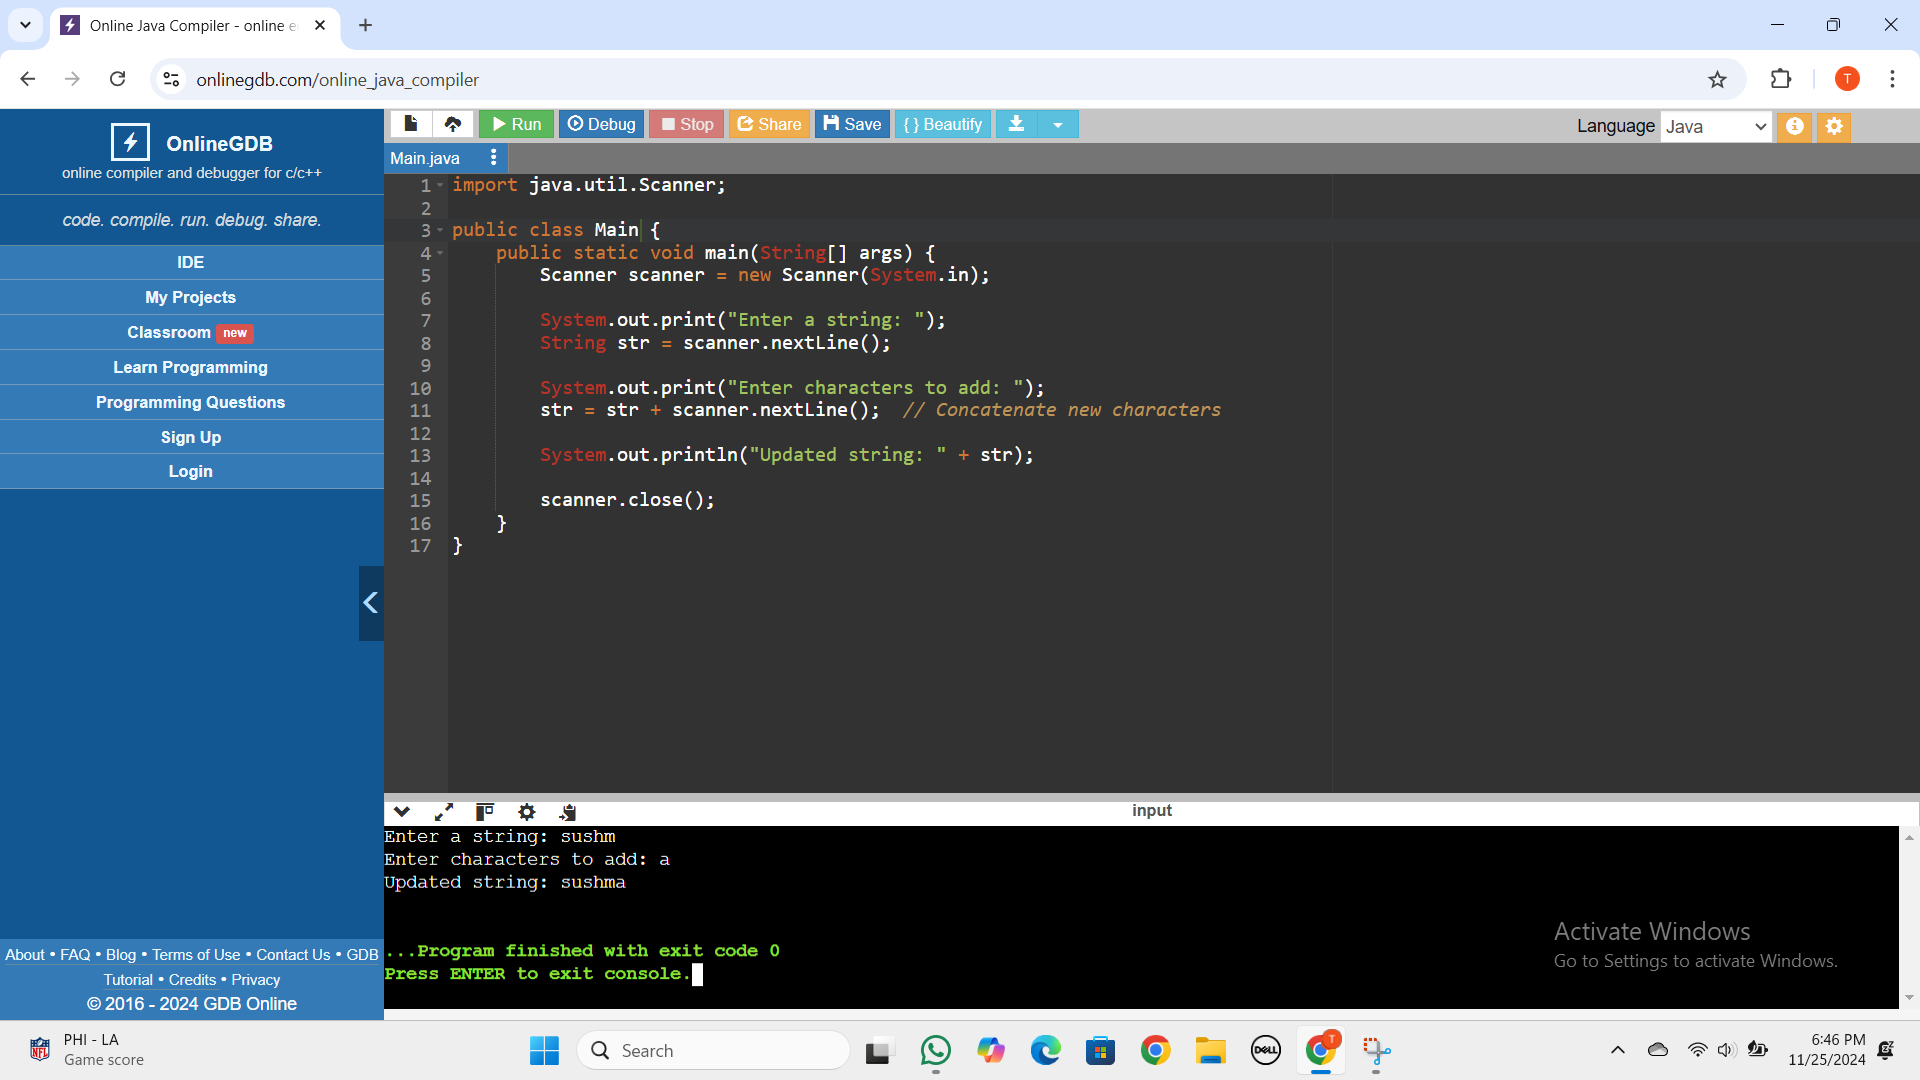 Online Java Compiler - online e
onlinegdb.com/online_java_compiler
T
OnlineGDB
online compiler and debugger for c/c++
code. compile. run. debug. share.
IDE
My Projects
Classroom new
Learn Programming
Programming Questions
Sign Up
Login
About • FAQ • Blog • Terms of Use • Contact Us • GDB
Tutorial • Credits • Privacy
© 2016 - 2024 GDB Online
Run Debug Stop Share Save { } Beautify
Language Java
Main.java
1 import java.util.Scanner;
2
3 public class Main {
4     public static void main(String[] args) {
5         Scanner scanner = new Scanner(System.in);
6
7         System.out.print("Enter a string: ");
8         String str = scanner.nextLine();
9
10         System.out.print("Enter characters to add: ");
11         str = str + scanner.nextLine();  // Concatenate new characters
12
13         System.out.println("Updated string: " + str);
14
15         scanner.close();
16     }
17 }
input
Enter a string: sushm
Enter characters to add: a
Updated string: sushma
...Program finished with exit code 0
Press ENTER to exit console.
Activate Windows
Go to Settings to activate Windows.
NFL
PHI - LA
Game score
Search
DELL
T
6:46 PM
11/25/2024